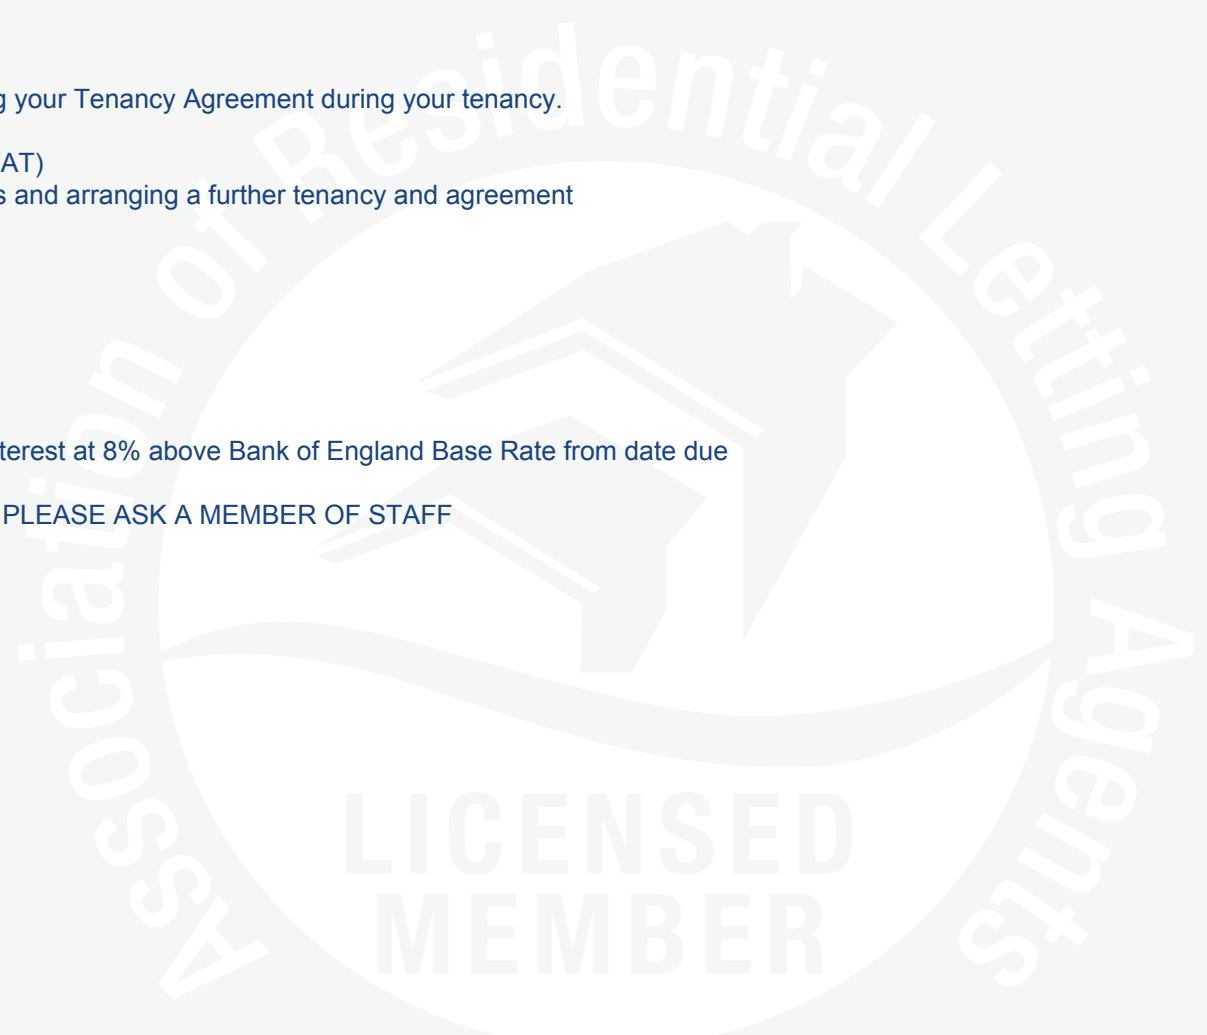 your Tenancy Agreement during your tenancy.
AT)
and arranging a further tenancy and agreement
terest at 8% above Bank of England Base Rate from date due
PLEASE ASK A MEMBER OF STAFF
Association of Residential Letting Agents
LICENSED
MEMBER